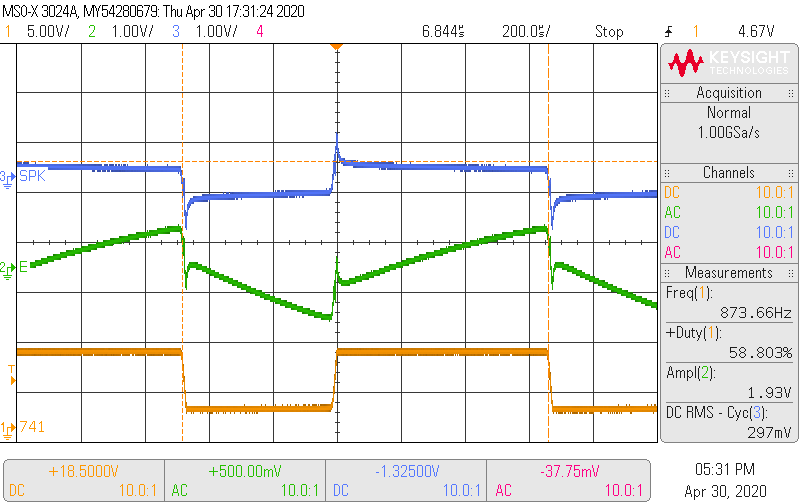 MSO-X 3024A, MY54280679: Thu Apr 30 17:31:24 2020
1 5.00V/ 2 1.00V/ 3 1.00V/ 4 6.844s 200.0s/ Stop 1 4.67V
KEYSIGHT
TECHNOLOGIES
Acquisition
Normal
1.00GSa/s
Channels
DC 10.0:1
AC 10.0:1
DC 10.0:1
AC 10.0:1
Measurements
Freq(1):
873.66Hz
+Duty(1):
58.803%
Ampl(2):
1.93V
DC RMS - Cyc(3):
297mV
3 SPK
2 E
T
1 741
+18.5000V
DC 10.0:1
+500.00mV
AC 10.0:1
-1.32500V
DC 10.0:1
-37.75mV
AC 10.0:1
05:31 PM
Apr 30, 2020